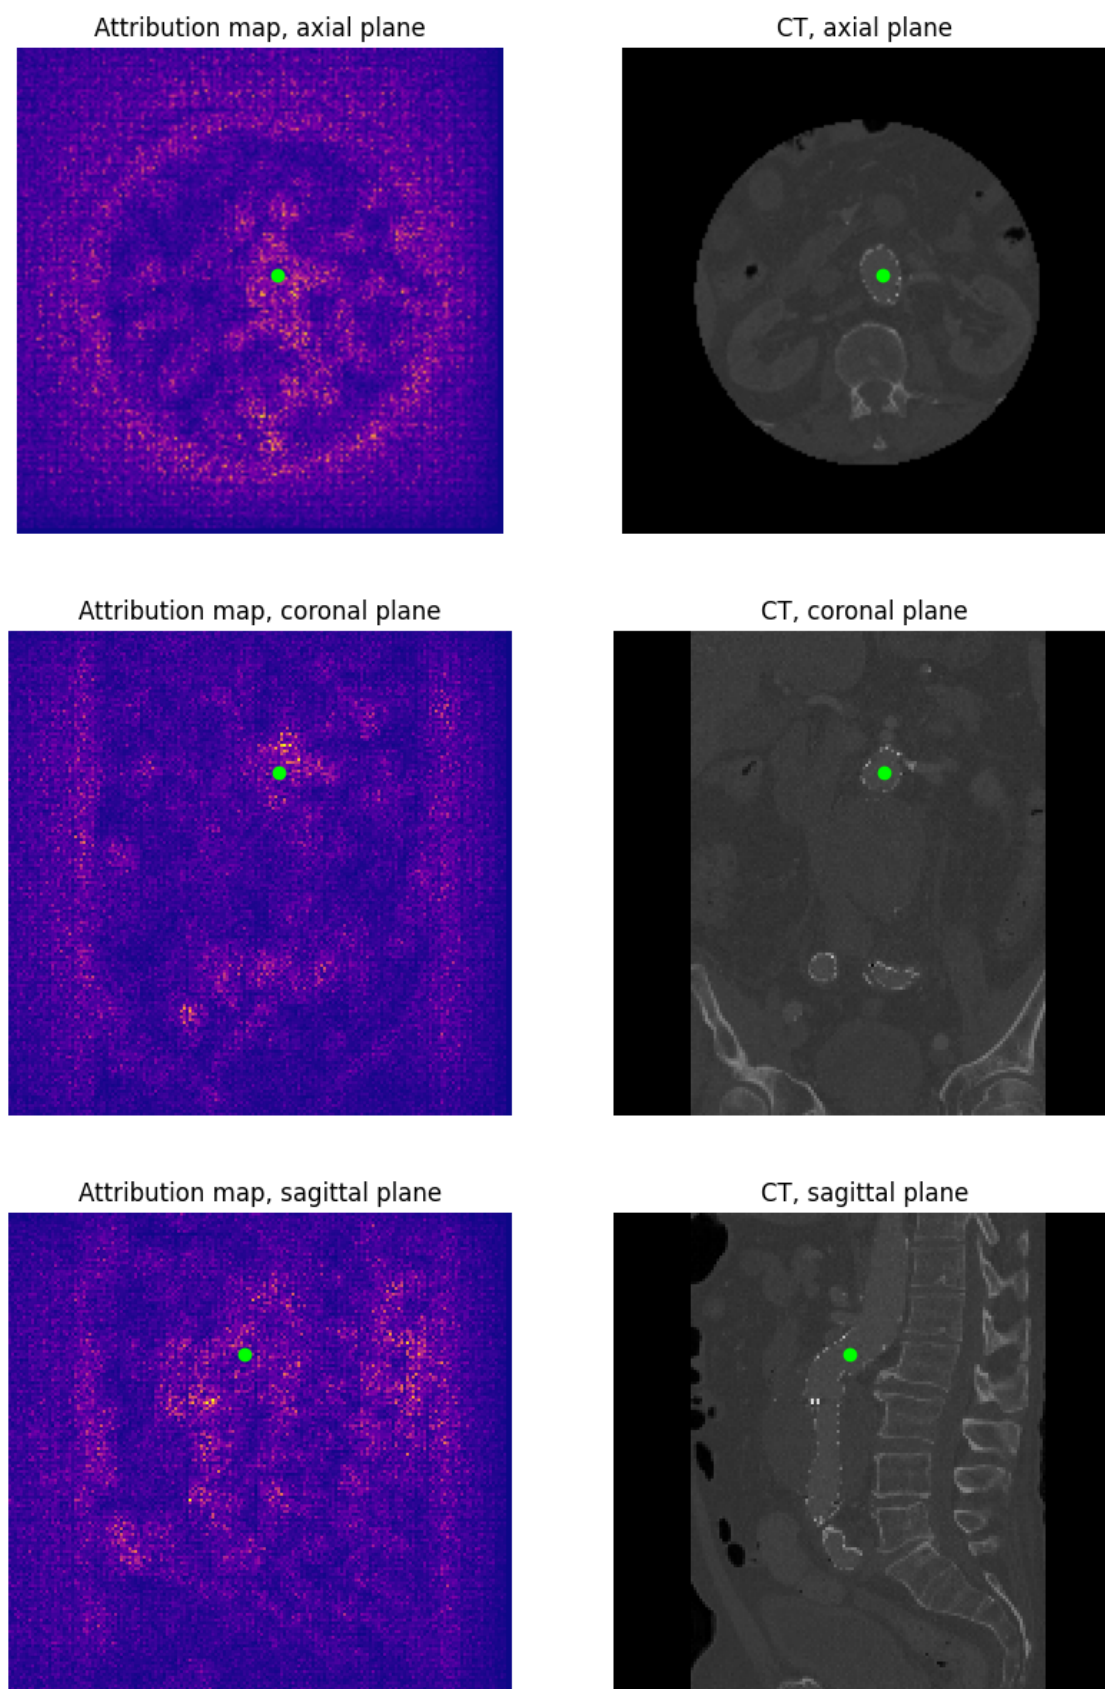 Attribution map, axial plane
CT, axial plane
Attribution map, coronal plane
CT, coronal plane
Attribution map, sagittal plane
CT, sagittal plane